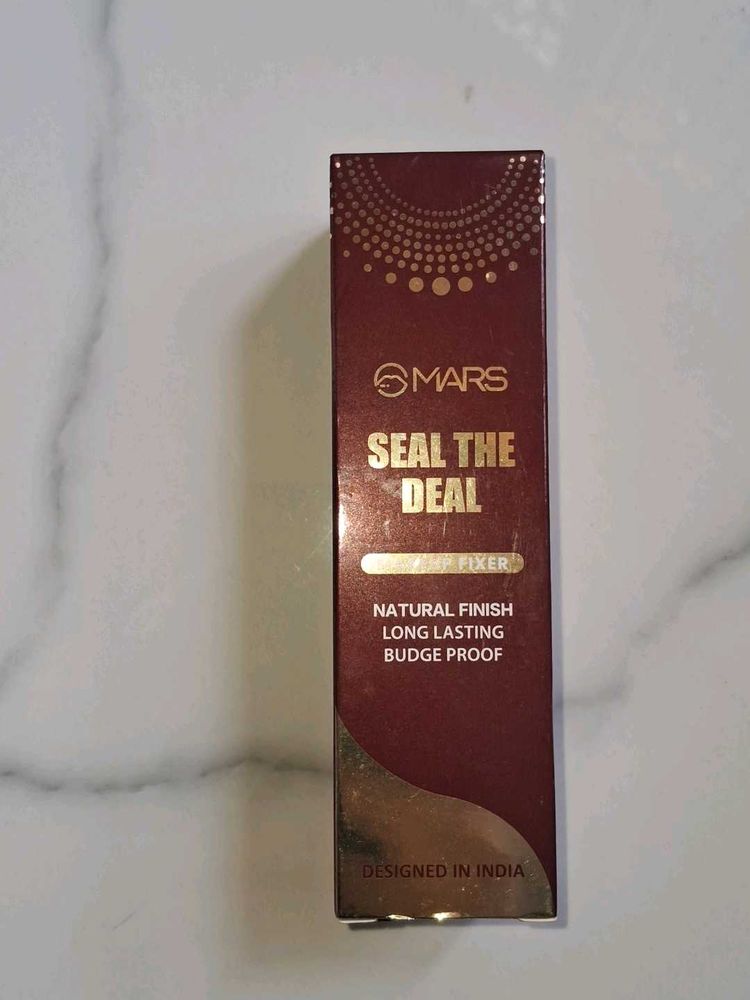 MARS
SEAL THE
DEAL
FIXER
NATURAL FINISH
LONG LASTING
BUDGE PROOF
DESIGNED IN INDIA